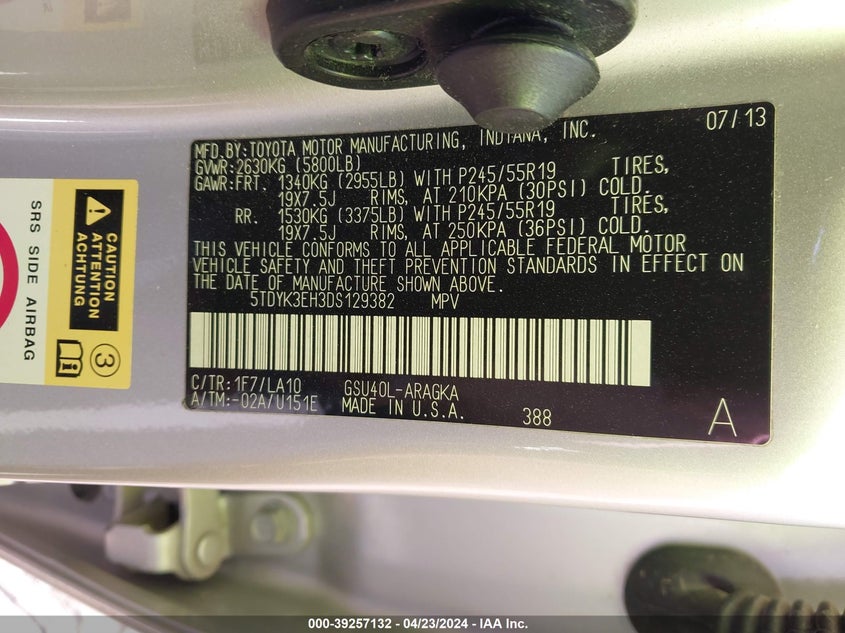 MFD.BY:TOYOTA MOTOR MANUFACTURING, INDIANA, INC. 07/13
GVWR:2630KG (5800LB)
GAWR:FRT. 1340KG (2955LB) WITH P245/55R19 TIRES,
19X7.5J RIMS, AT 210KPA (30PSI) COLD.
RR. 1530KG (3375LB) WITH P245/55R19 TIRES,
19X7.5J RIMS, AT 250KPA (36PSI) COLD.
THIS VEHICLE CONFORMS TO ALL APPLICABLE FEDERAL MOTOR
VEHICLE SAFETY AND THEFT PREVENTION STANDARDS IN EFFECT ON
THE DATE OF MANUFACTURE SHOWN ABOVE.
5TDYK3EH3DS129382 MPV
C/TR:1F7/LA10 GSU40L-ARAGKA
A/TM:-02A/U151E MADE IN U.S.A. 388 A
CAUTION
ATTENTION
ACHTUNG
SRS SIDE AIRBAG
3
000-39257132 - 04/23/2024 - IAA Inc.